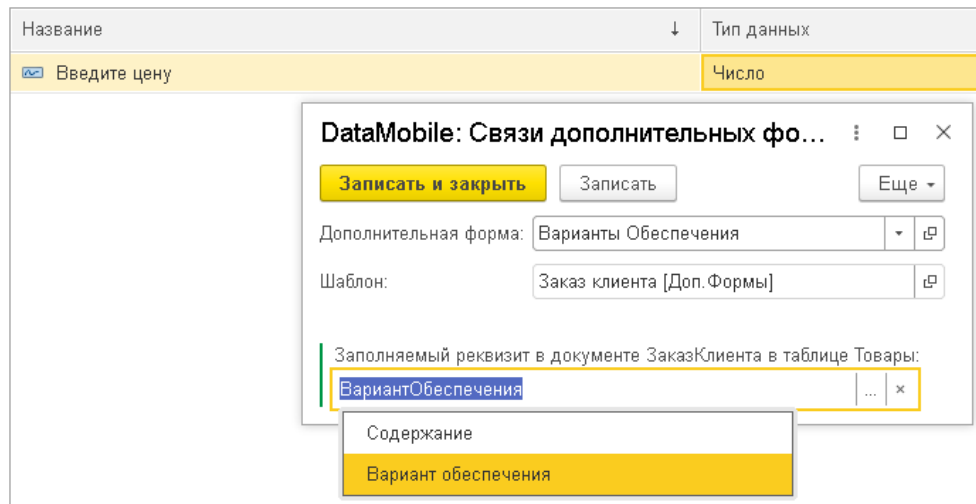 Название ↓ Тип данных
Введите цену Число
DataMobile: Связи дополнительных фо...
Записать и закрыть Записать Еще
Дополнительная форма: Варианты Обеспечения
Шаблон: Заказ клиента [Доп.Формы]
Заполняемый реквизит в документе ЗаказКлиента в таблице Товары:
ВариантОбеспечения ... ×
Содержание
Вариант обеспечения